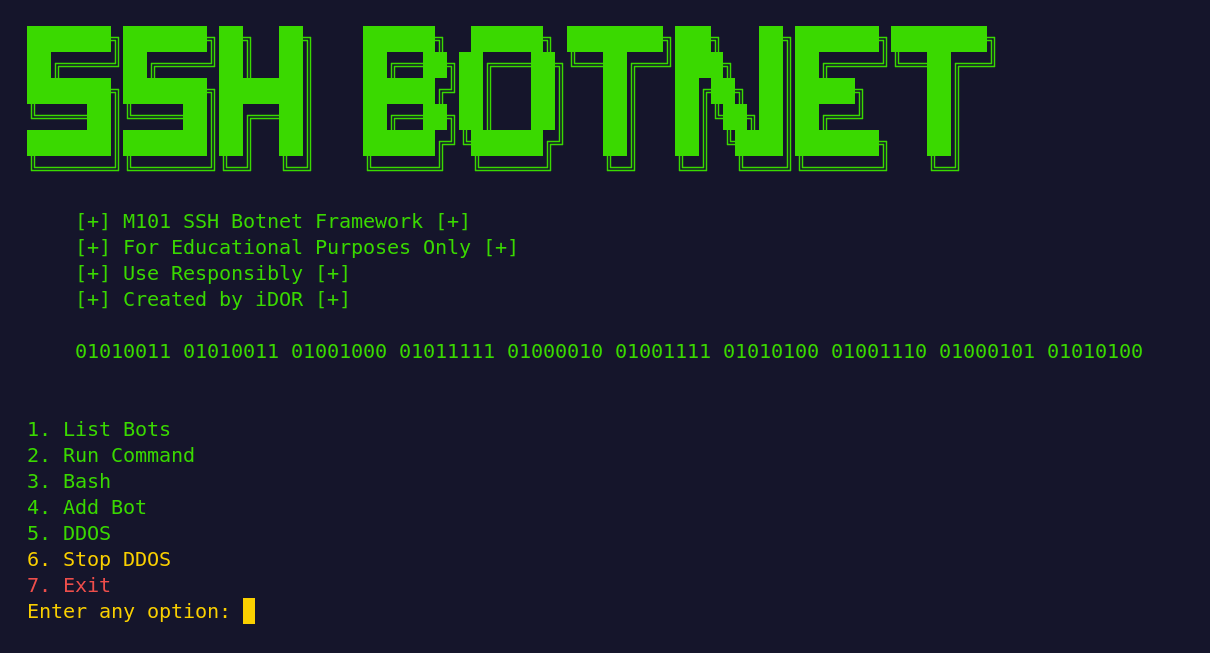 SSH BOTNET
[+] M101 SSH Botnet Framework [+]
[+] For Educational Purposes Only [+]
[+] Use Responsibly [+]
[+] Created by iDOR [+]
01010011 01010011 01001000 01011111 01000010 01001111 01010100 01001110 01000101 01010100
1. List Bots
2. Run Command
3. Bash
4. Add Bot
5. DDOS
6. Stop DDOS
7. Exit
Enter any option: